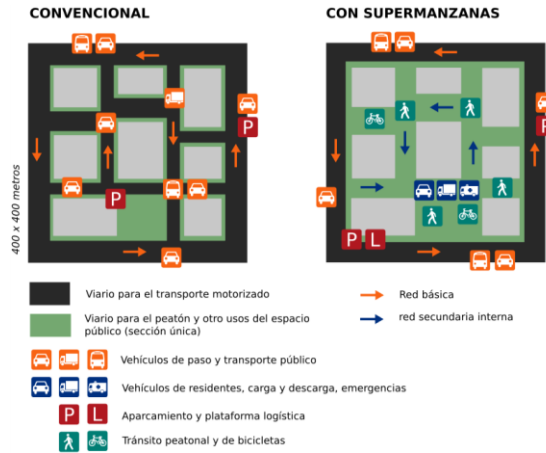 CONVENCIONAL
CON SUPERMANZANAS
P
P
P
400 x 400 metros
P
P L
Viario para el transporte motorizado
Red básica
Viario para el peatón y otro usos del espacio
público (sección única)
red secundaria interna
Vehículos de paso y transporte público
Vehículos de residentes, carga y descarga, emergencias
P L
Aparcamiento y plataforma logística
Tránsito peatonal y de bicicletas